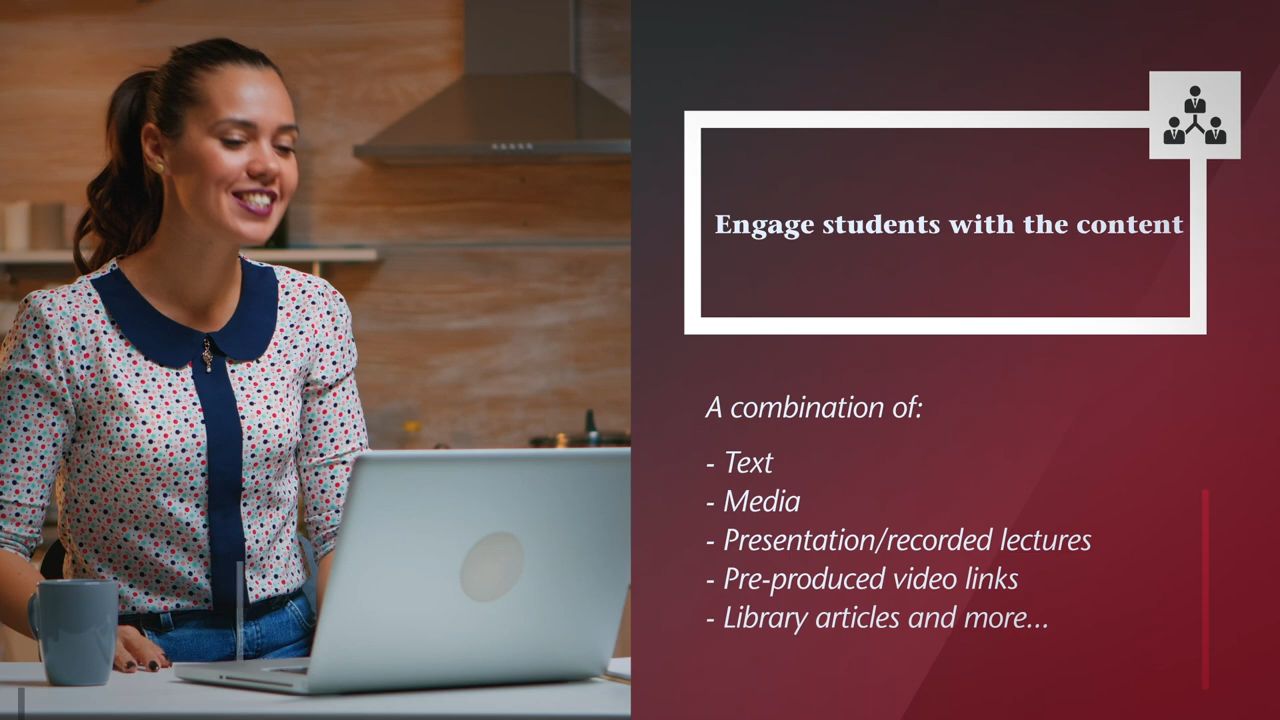 Engage students with the content
A combination of:
- Text
- Media
- Presentation/recorded lectures
- Pre-produced video links
- Library articles and more...